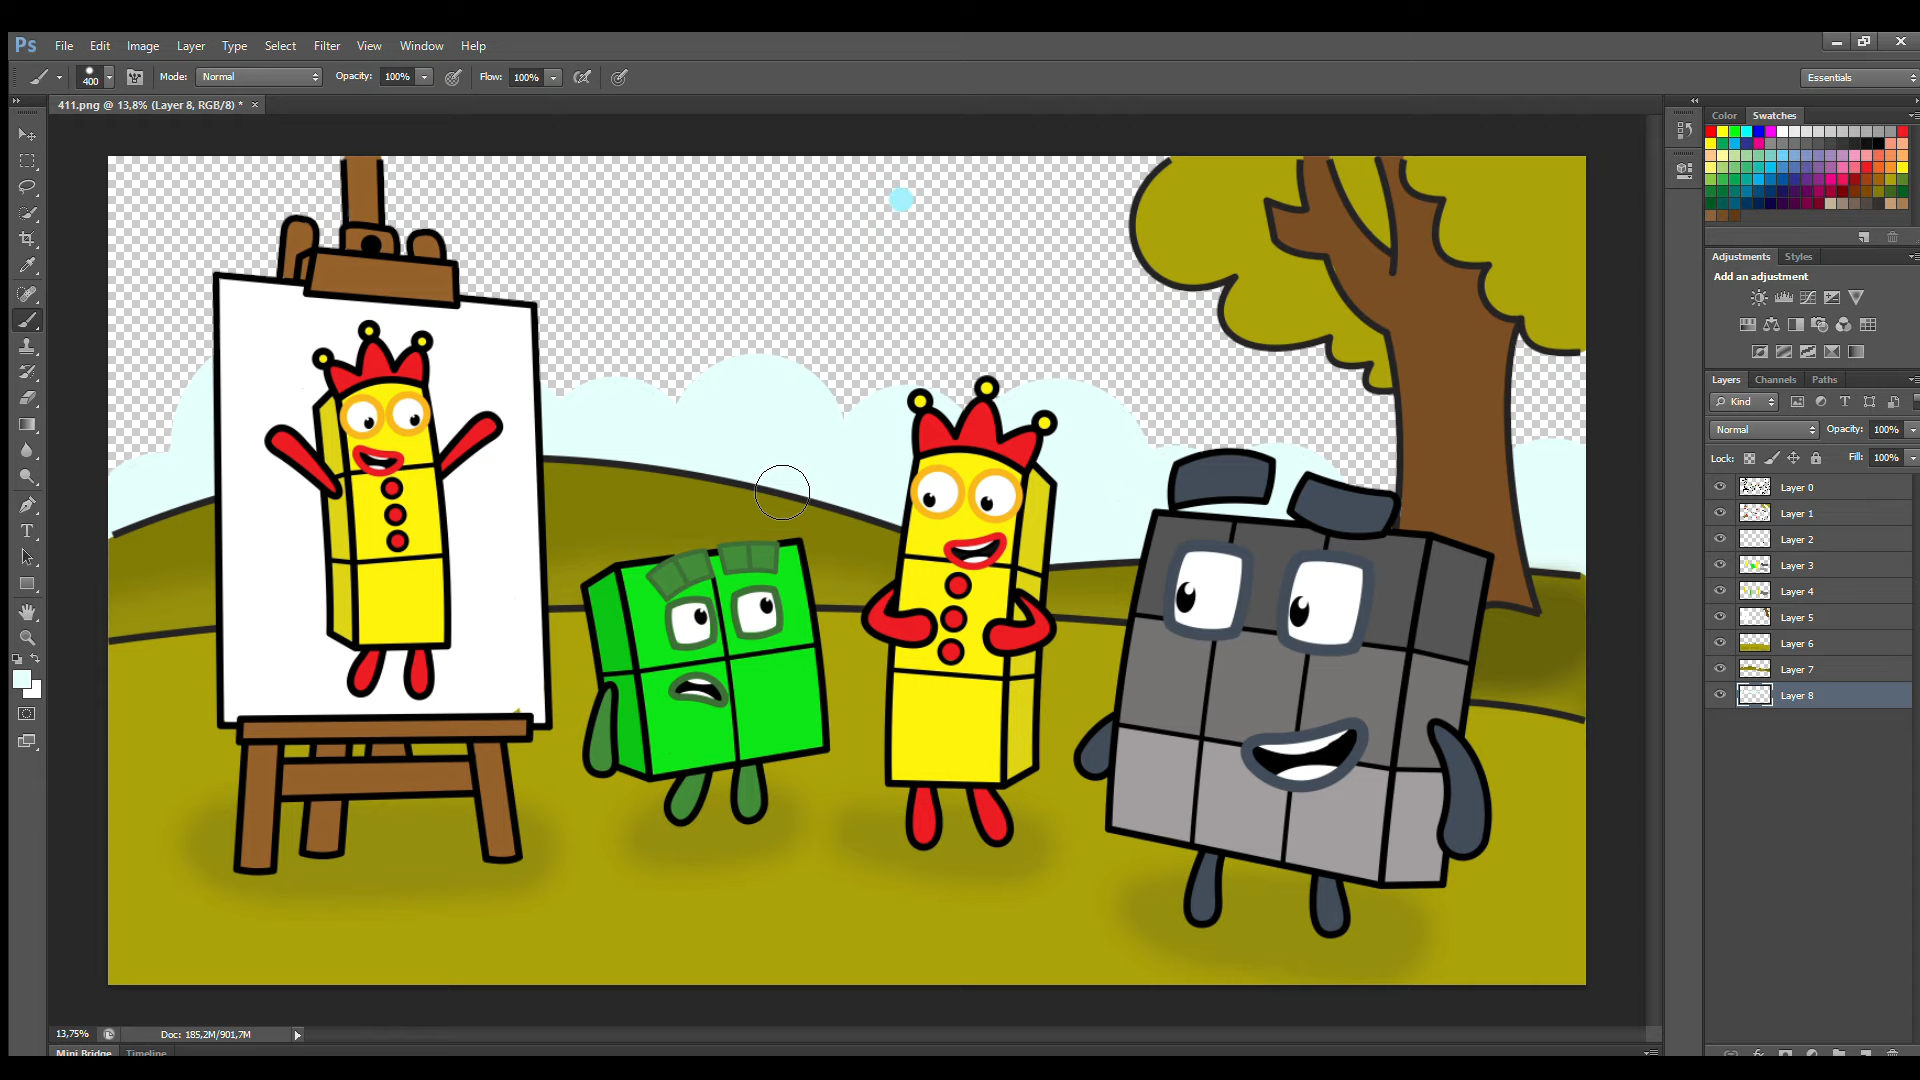 Ps File Edit Image Layer Type Select Filter View Window Help
400 Mode: Normal Opacity: 100% Flow: 100% Essentials
411.png @ 13,8% (Layer 8, RGB/8) * ×
Color Swatches
Adjustments Styles
Add an adjustment
Layers Channels Paths
Kind
Normal Opacity: 100%
Lock: Fill: 100%
Layer 0
Layer 1
Layer 2
Layer 3
Layer 4
Layer 5
Layer 6
Layer 7
Layer 8
13,75% Doc: 185,2M/901,7M
Mini Bridge Timeline